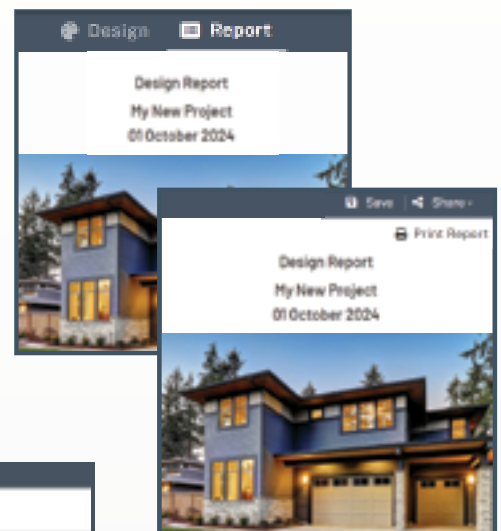 Design Report
Design Report
My New Project
01 October 2024
Save Share
Print Report
Design Report
My New Project
01 October 2024